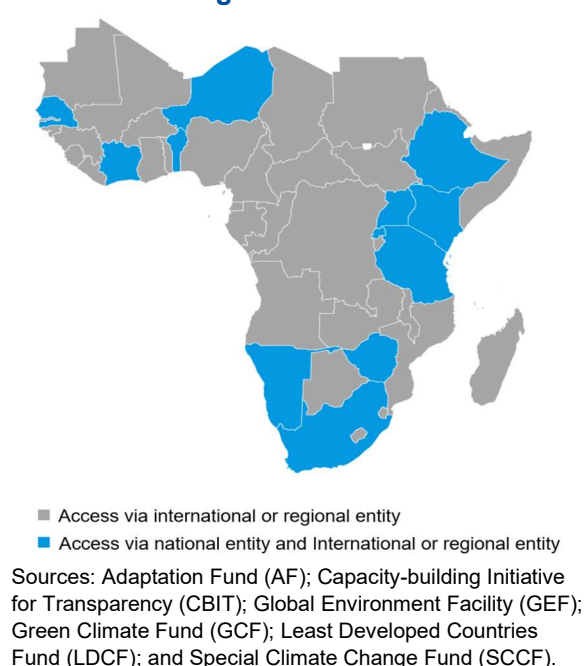 Access via international or regional entity
Access via national entity and International or regional entity
Sources: Adaptation Fund (AF); Capacity-building Initiative
for Transparency (CBIT); Global Environment Facility (GEF);
Green Climate Fund (GCF); Least Developed Countries
Fund (LDCF); and Special Climate Change Fund (SCCF).